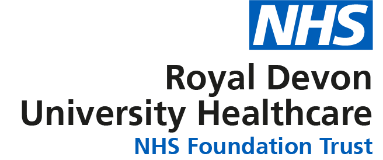 NHS
Royal Devon
University Healthcare
NHS Foundation Trust